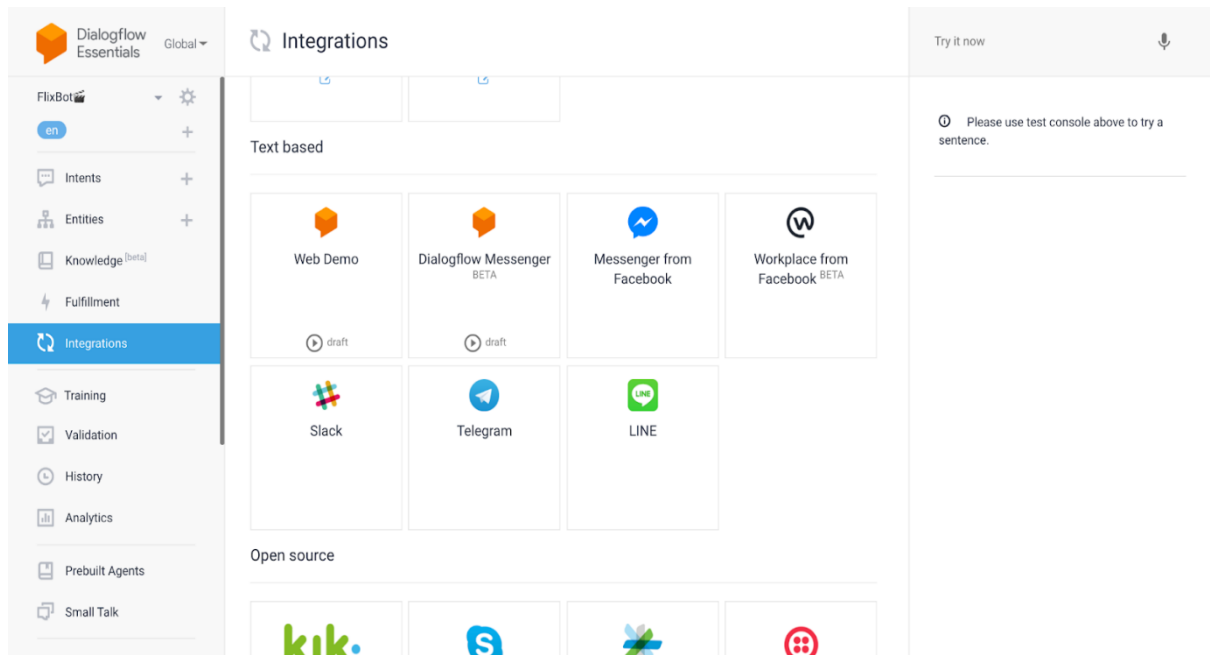 Dialogflow
Essentials
Global
Integrations
Try it now
FlixBot🎬
en
Please use test console above to try a
sentence.
Intents
Entities
Knowledge [beta]
Fulfillment
Integrations
Training
Validation
History
Analytics
Prebuilt Agents
Small Talk
Text based
Web Demo
draft
Dialogflow Messenger
BETA
draft
Messenger from
Facebook
Workplace from
Facebook BETA
Slack
Telegram
LINE
LINE
Open source
kik.
S